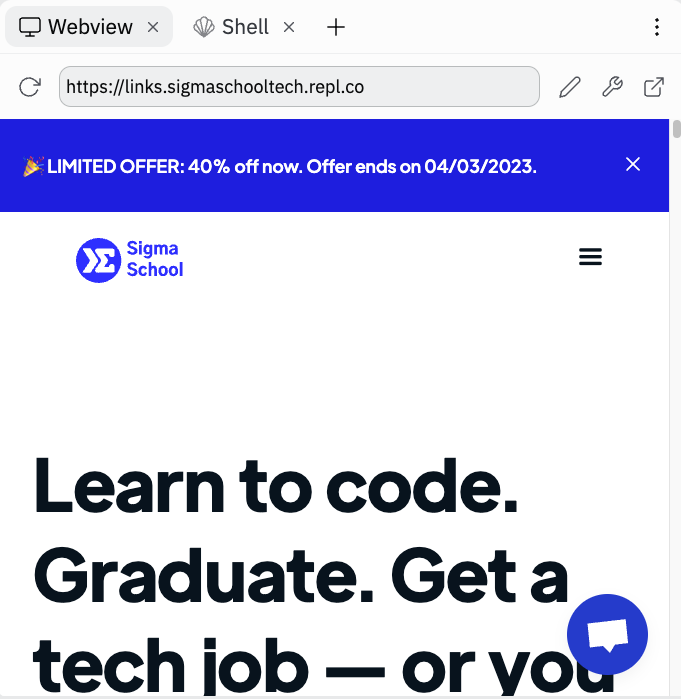 Webview
Shell
https://links.sigmaschooltech.repl.co
🎉LIMITED OFFER: 40% off now. Offer ends on 04/03/2023.
Sigma
School
Learn to code.
Graduate. Get a
tech job — or you